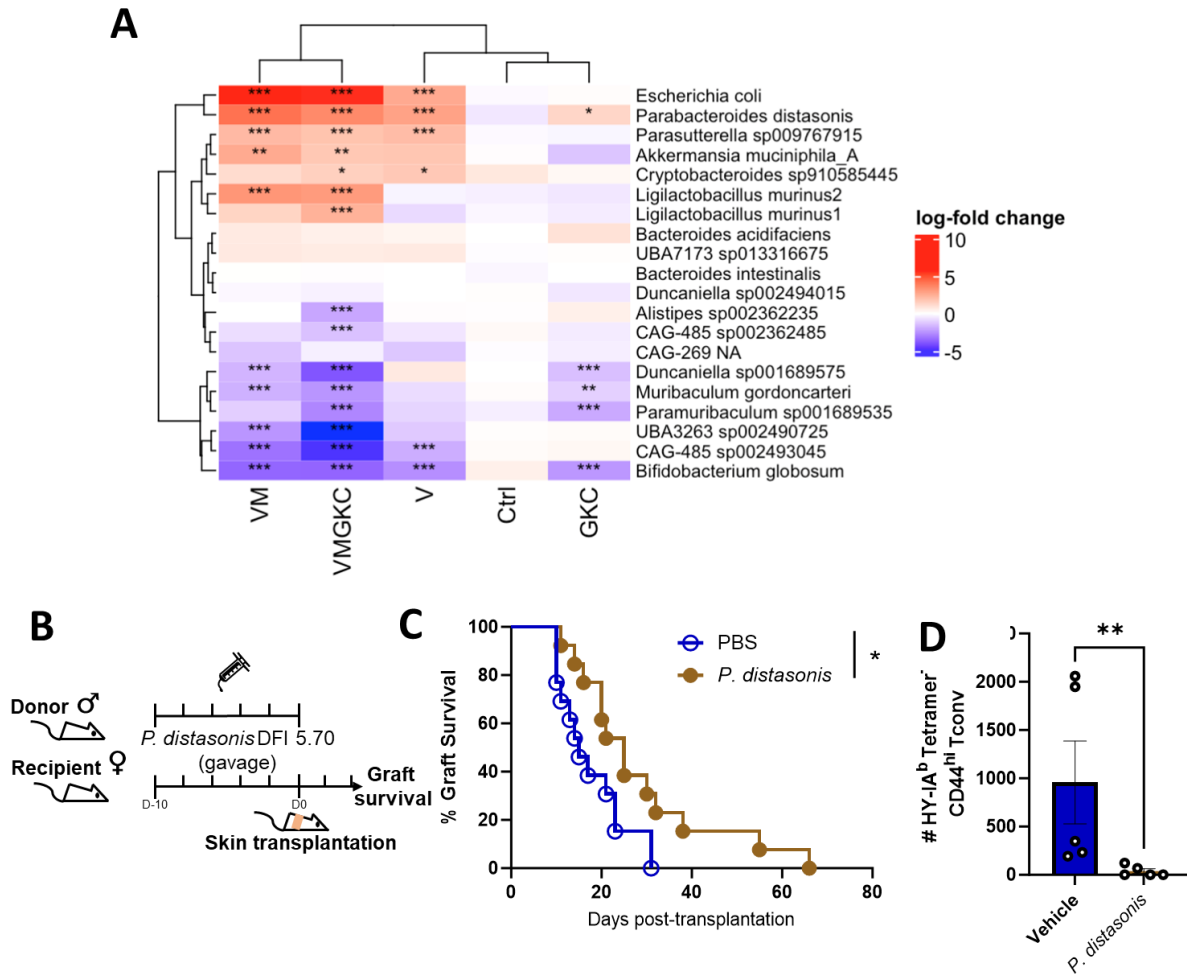 A
*** *** *** Escherichia coli
*** *** *** * Parabacteroides distasonis
*** *** *** Parasutterella sp009767915
** ** Akkermansia muciniphila_A
* * Cryptobacteroides sp910585445
*** *** Ligilactobacillus murinus2
*** Ligilactobacillus murinus1
Bacteroides acidifaciens
UBA7173 sp013316675
Bacteroides intestinalis
Duncaniella sp002494015
*** Alistipes sp002362235
*** CAG-485 sp002362485
CAG-269 NA
*** *** *** Duncaniella sp001689575
*** *** ** Muribaculum gordoncarteri
*** *** Paramuribaculum sp001689535
*** *** UBA3263 sp002490725
*** *** *** CAG-485 sp002493045
*** *** *** *** Bifidobacterium globosum
VM VMGKC V Ctrl GKC
log-fold change
10
5
0
-5
B
Donor ♂
Recipient ♀
P. distasonis DFI 5.70
(gavage)
D-10 D0
Graft
survival
Skin transplantation
C
% Graft Survival
100
80
60
40
20
0
0 20 40 60 80
Days post-transplantation
PBS
P. distasonis
*
D
# HY-IAb Tetramer-
CD44hi Tconv
2000
1500
1000
500
0
**
Vehicle
P. distasonis